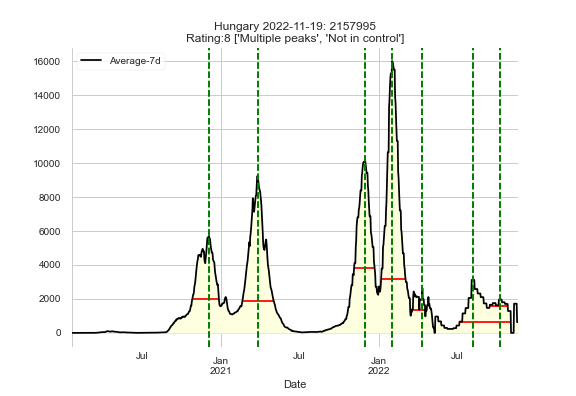 Hungary 2022-11-19: 2157995
Rating:8 ['Multiple peaks', 'Not in control']
Average-7d
16000
14000
12000
10000
8000
6000
4000
2000
0
Jul
Jan
2021
Jul
Jan
2022
Jul
Date